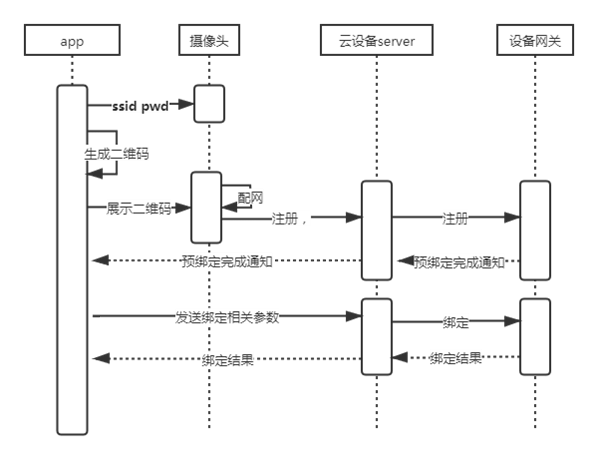 app
摄像头
云设备server
设备网关
ssid pwd
生成二维码
配网
展示二维码
注册，
注册
预绑定完成通知
预绑定完成通知
发送绑定相关参数
绑定
绑定结果
绑定结果